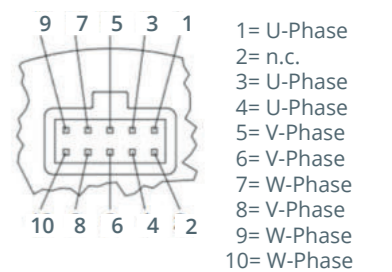 9 7 5 3 1
10 8 6 4 2
1= U-Phase
2= n.c.
3= U-Phase
4= U-Phase
5= V-Phase
6= V-Phase
7= W-Phase
8= V-Phase
9= W-Phase
10= W-Phase